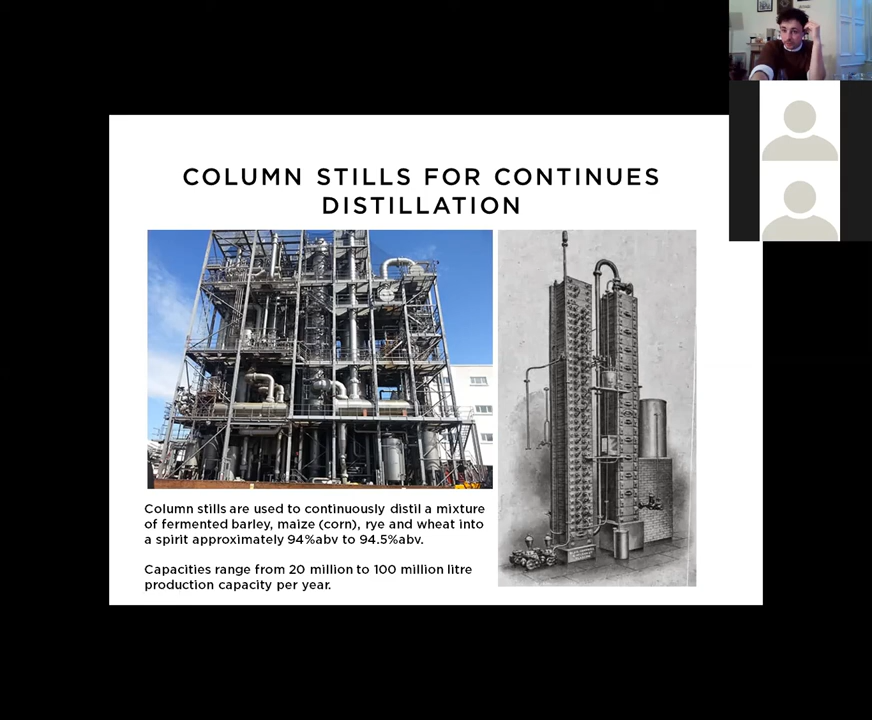 COLUMN STILLS FOR CONTINUES
DISTILLATION
Column stills are used to continuously distil a mixture
of fermented barley, maize (corn), rye and wheat into
a spirit approximately 94%abv to 94.5%abv.
Capacities range from 20 million to 100 million litre
production capacity per year.